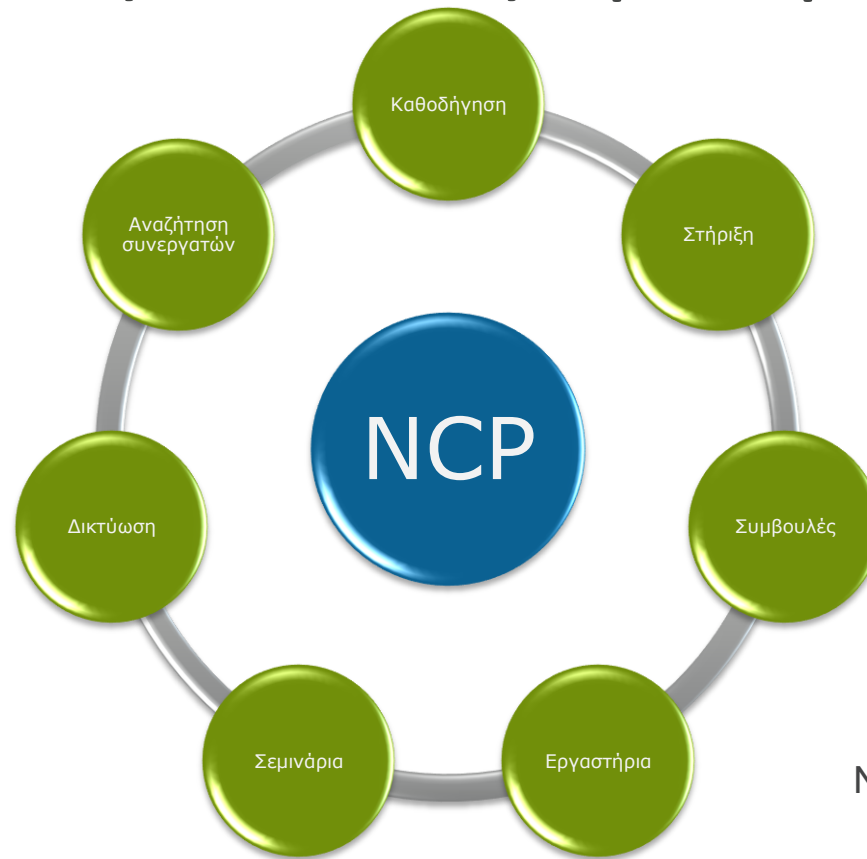 Καθοδήγηση
Στήριξη
Συμβουλές
Εργαστήρια
Σεμινάρια
Δικτύωση
Αναζήτηση
συνεργατών
NCP